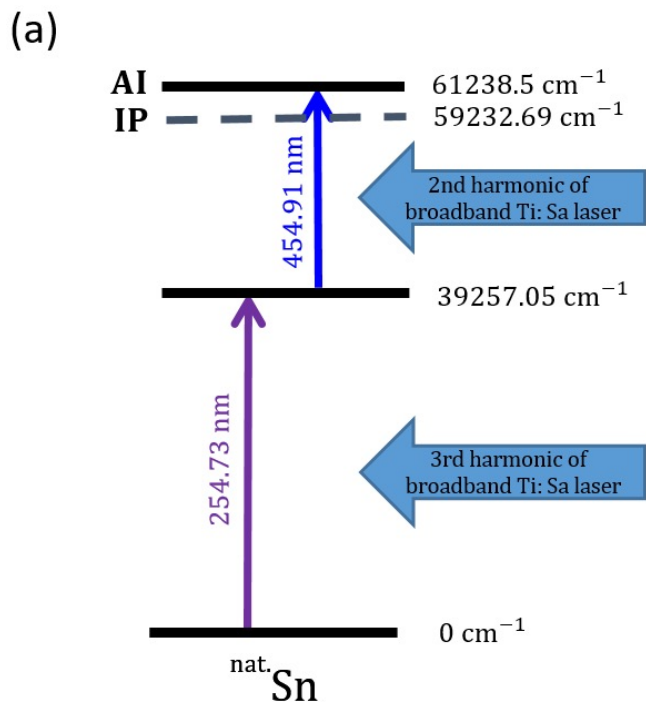 (a)
AI
61238.5 cm⁻¹
IP
59232.69 cm⁻¹
2nd harmonic of
broadband Ti: Sa laser
454.91 nm
39257.05 cm⁻¹
254.73 nm
3rd harmonic of
broadband Ti: Sa laser
0 cm⁻¹
nat.Sn